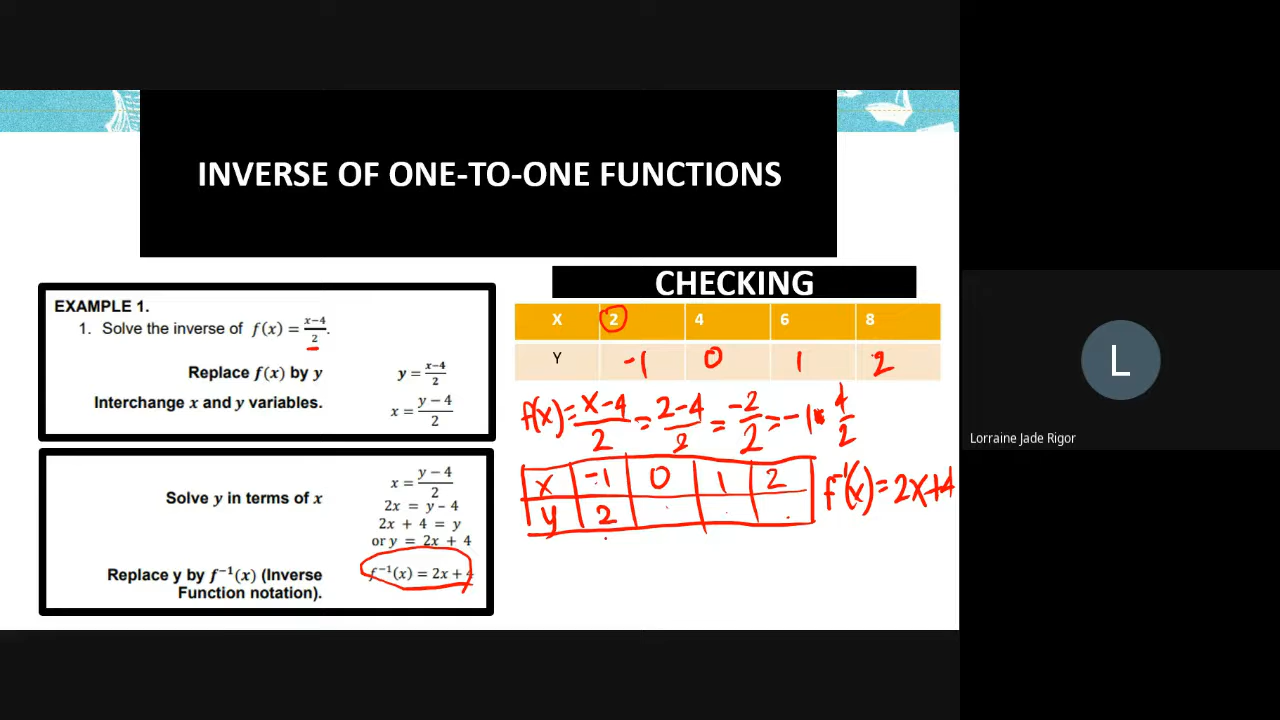 INVERSE OF ONE-TO-ONE FUNCTIONS
EXAMPLE 1.
1. Solve the inverse of f(x) = x−4/2.
Replace f(x) by y y = x−4/2
Interchange x and y variables. x = y − 4/2
Solve y in terms of x
x = y − 4/2
2x = y − 4
2x + 4 = y
or y = 2x + 4
Replace y by f⁻¹(x) (Inverse f⁻¹(x) = 2x + 4
Function notation).
CHECKING
X 2 4 6 8
Y -1 0 1 2
f(x) = x-4/2 = 2-4/2 = -2/2 = -1 4/2
x -1 0 1 2
y 2
f⁻¹(x) = 2x+4
L
Lorraine Jade Rigor